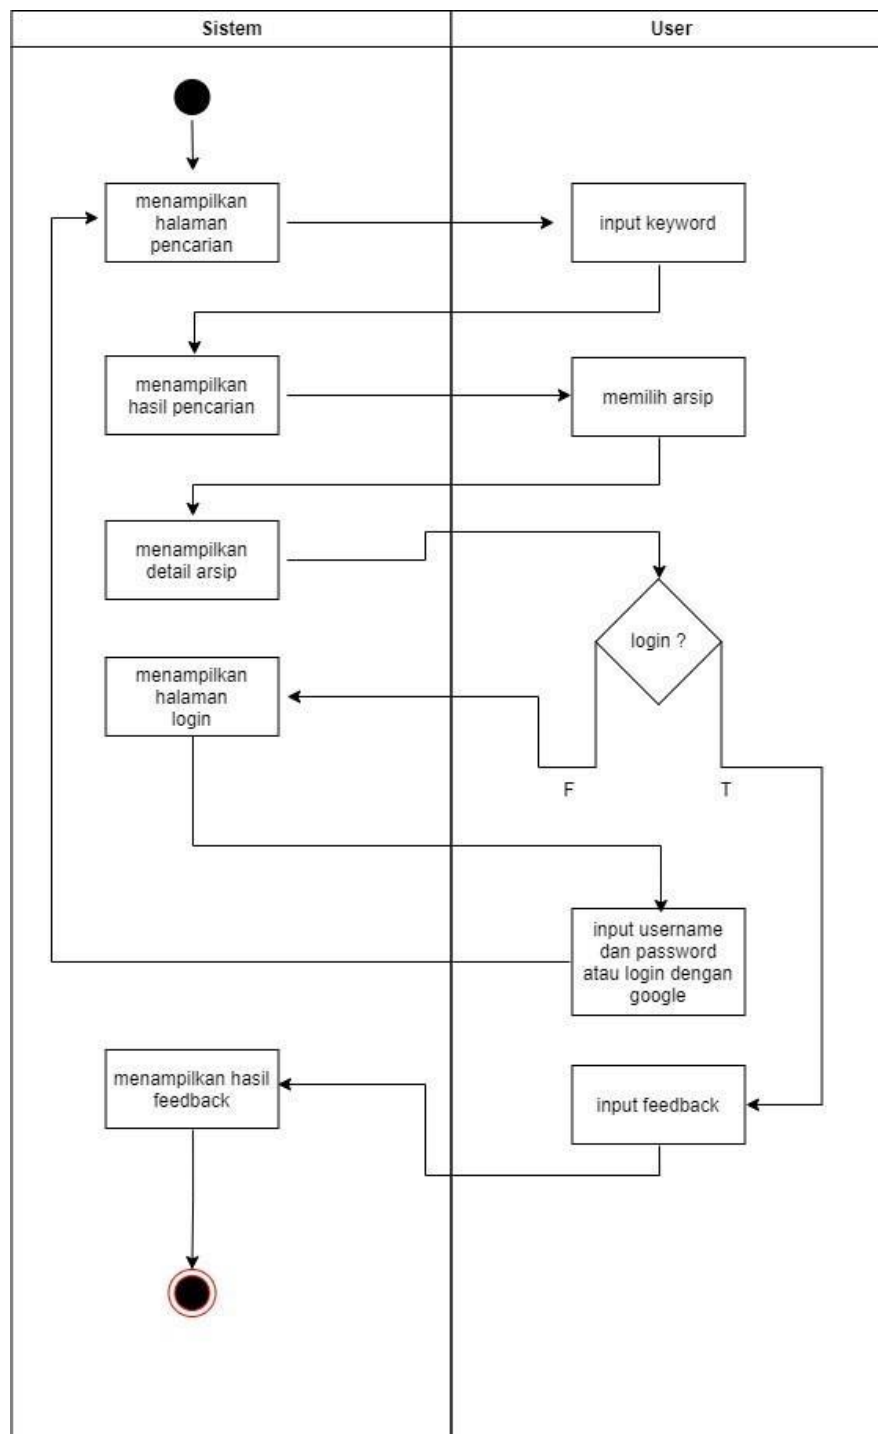 Sistem
User
menampilkan
halaman
pencarian
input keyword
menampilkan
hasil pencarian
memilih arsip
menampilkan
detail arsip
login ?
menampilkan
halaman
login
F
T
input username
dan password
atau login dengan
google
menampilkan hasil
feedback
input feedback